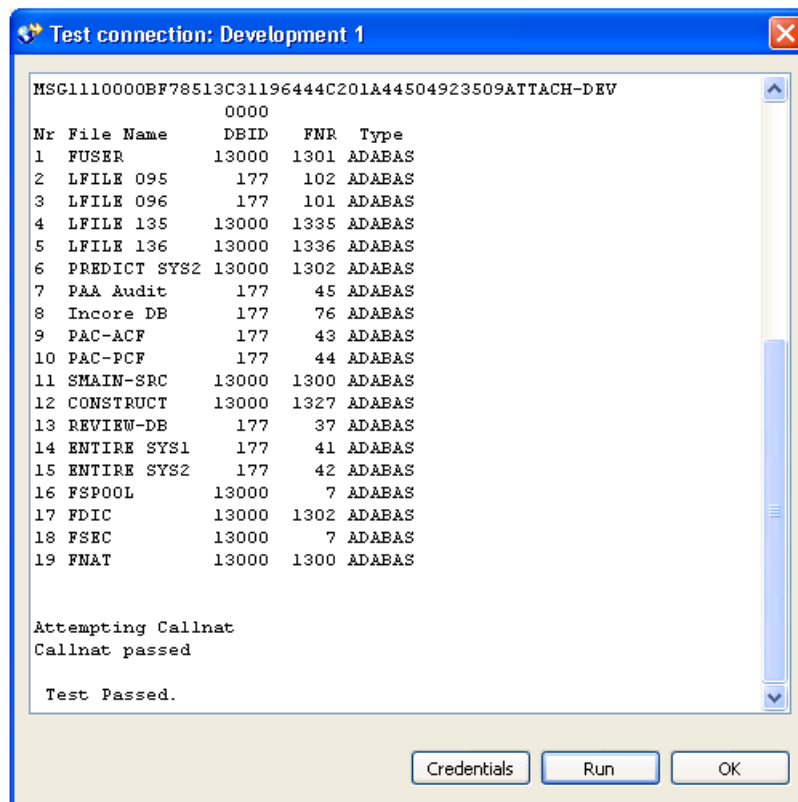 Test connection: Development 1
MSG1110000BF78513C31196444C201A44504923509ATTACH-DEV
0000
Nr File Name DBID FNR Type
1 FUSER 13000 1301 ADABAS
2 LFILE 095 177 102 ADABAS
3 LFILE 096 177 101 ADABAS
4 LFILE 135 13000 1335 ADABAS
5 LFILE 136 13000 1336 ADABAS
6 PREDICT SYS2 13000 1302 ADABAS
7 PAA Audit 177 45 ADABAS
8 Incore DB 177 76 ADABAS
9 PAC-ACF 177 43 ADABAS
10 PAC-PCF 177 44 ADABAS
11 SMAIN-SRC 13000 1300 ADABAS
12 CONSTRUCT 13000 1327 ADABAS
13 REVIEW-DB 177 37 ADABAS
14 ENTIRE SYS1 177 41 ADABAS
15 ENTIRE SYS2 177 42 ADABAS
16 FSPOOL 13000 7 ADABAS
17 FDIC 13000 1302 ADABAS
18 FSEC 13000 7 ADABAS
19 FNAT 13000 1300 ADABAS
Attempting Callnat
Callnat passed
Test Passed.
Credentials Run OK